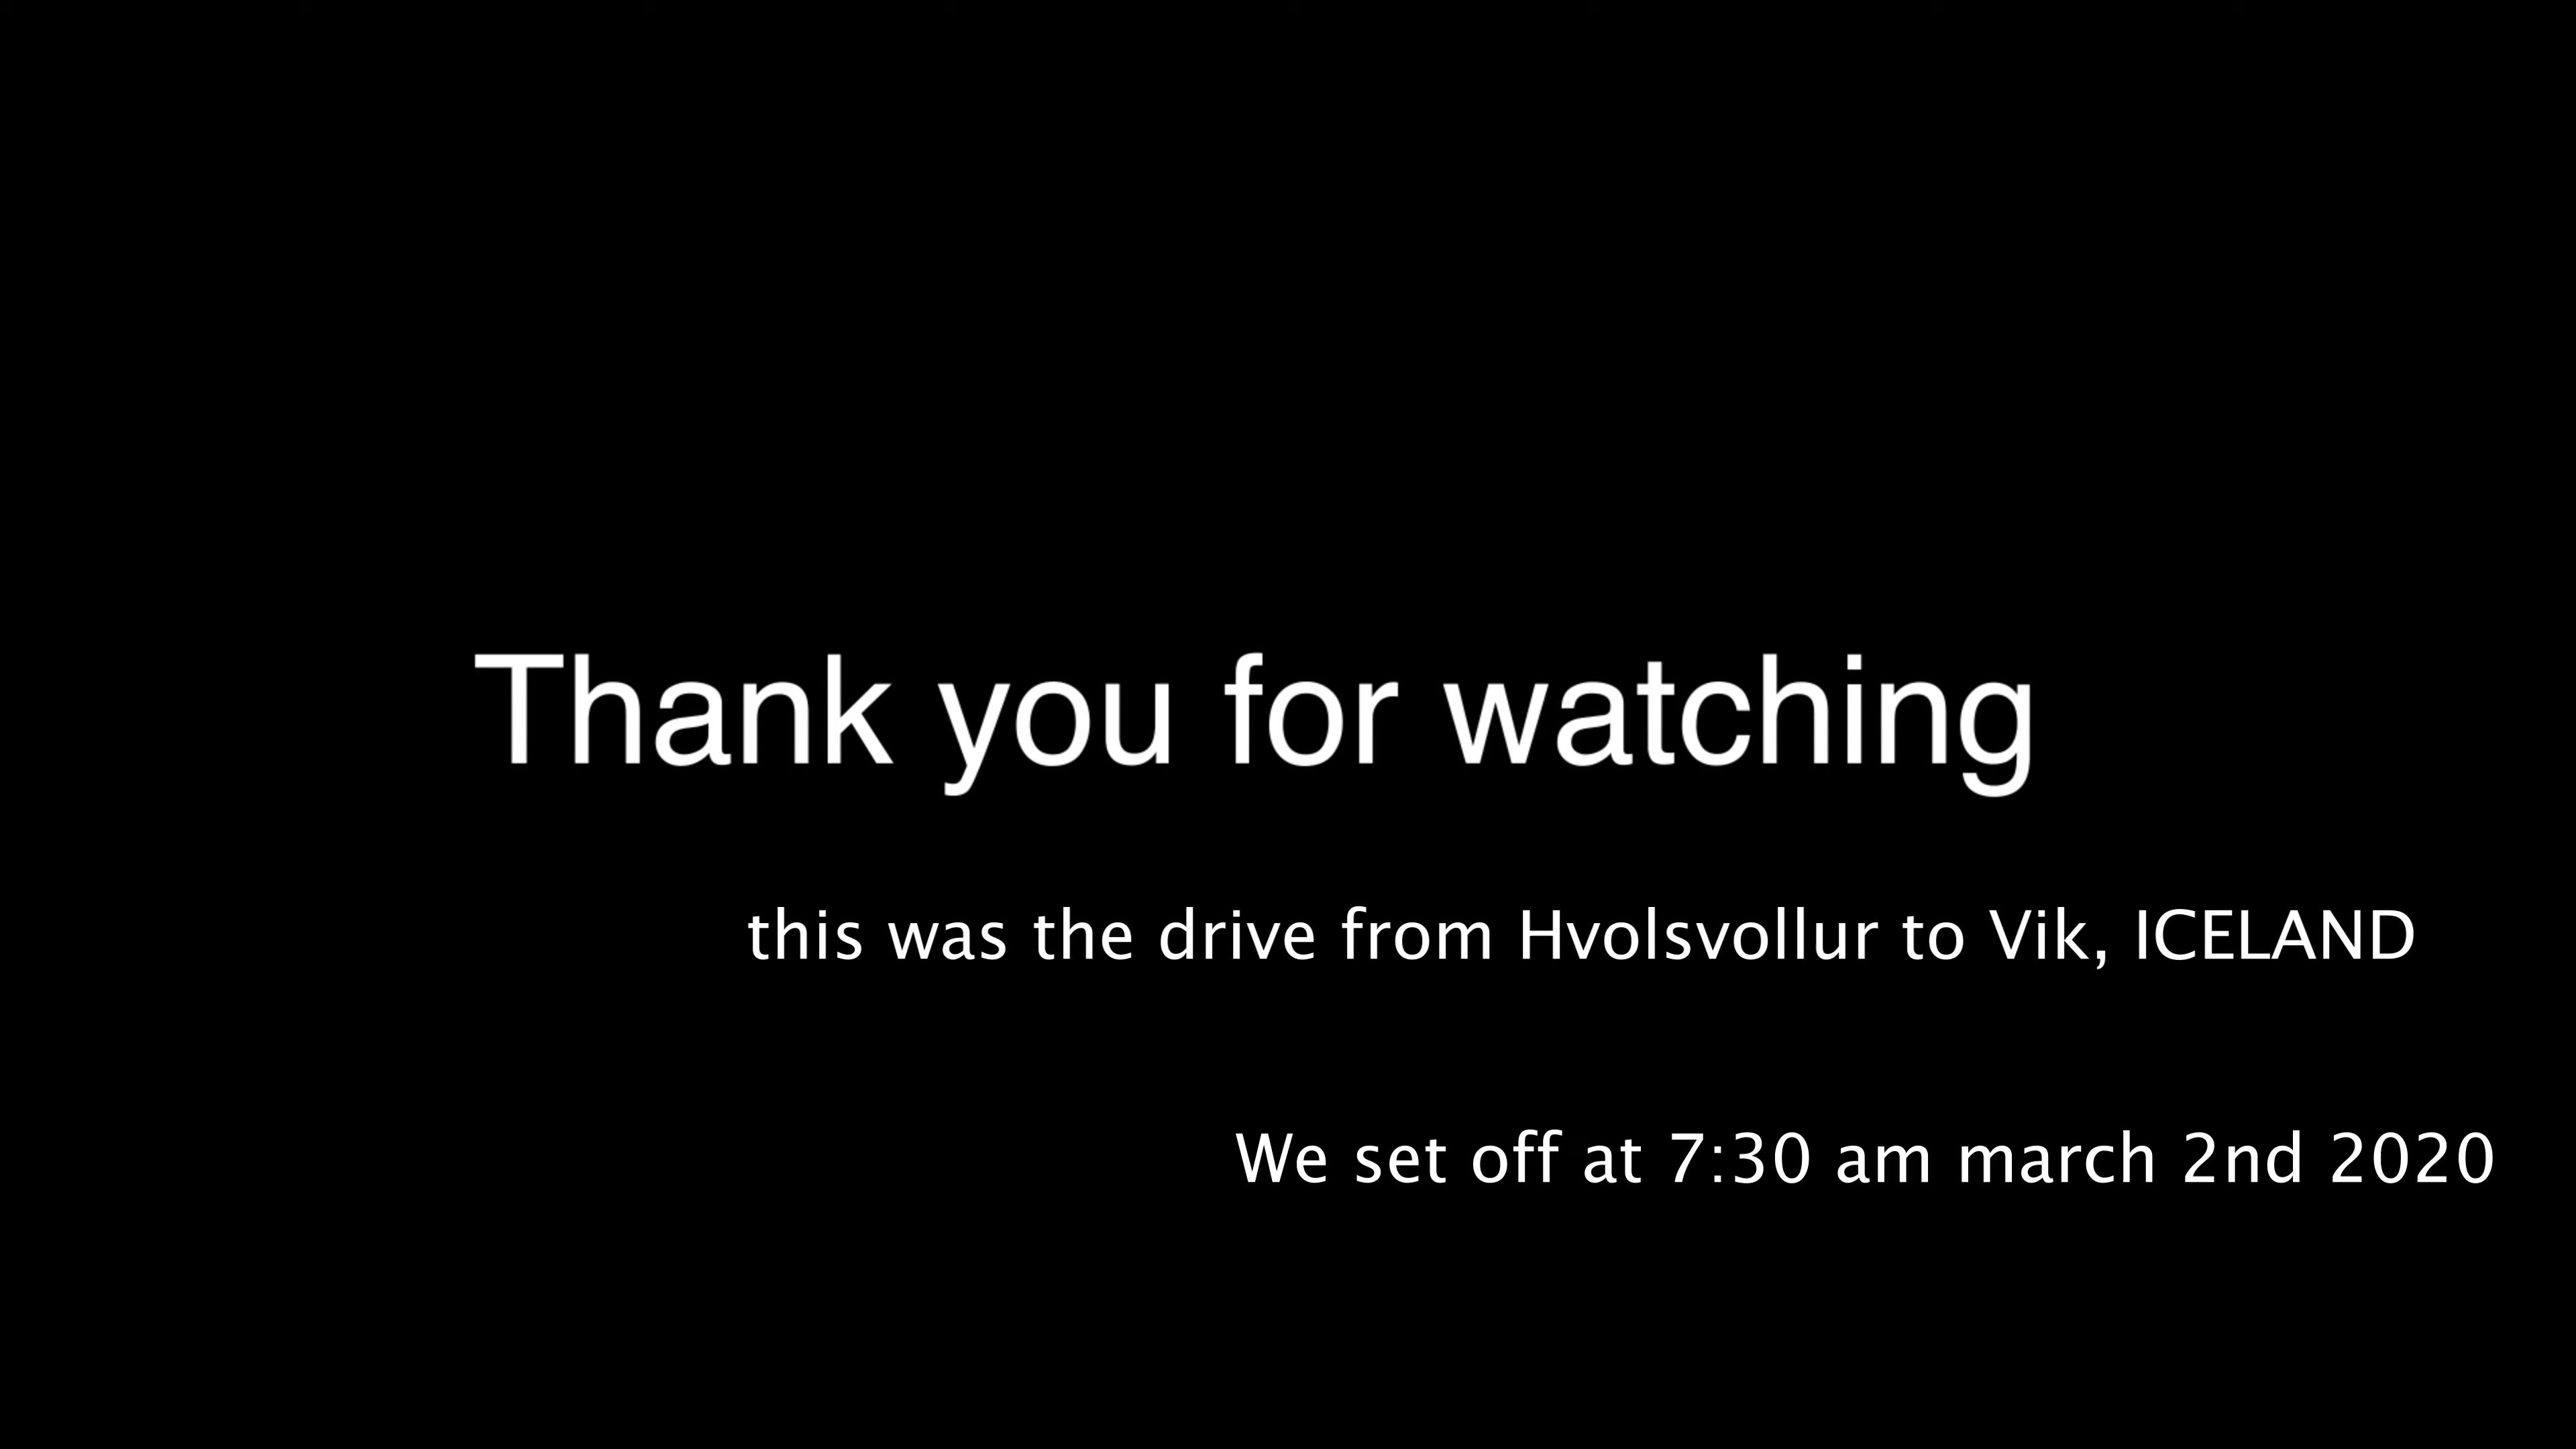 Thank you for watching
this was the drive from Hvolsvollur to Vik, ICELAND
We set off at 7:30 am march 2nd 2020